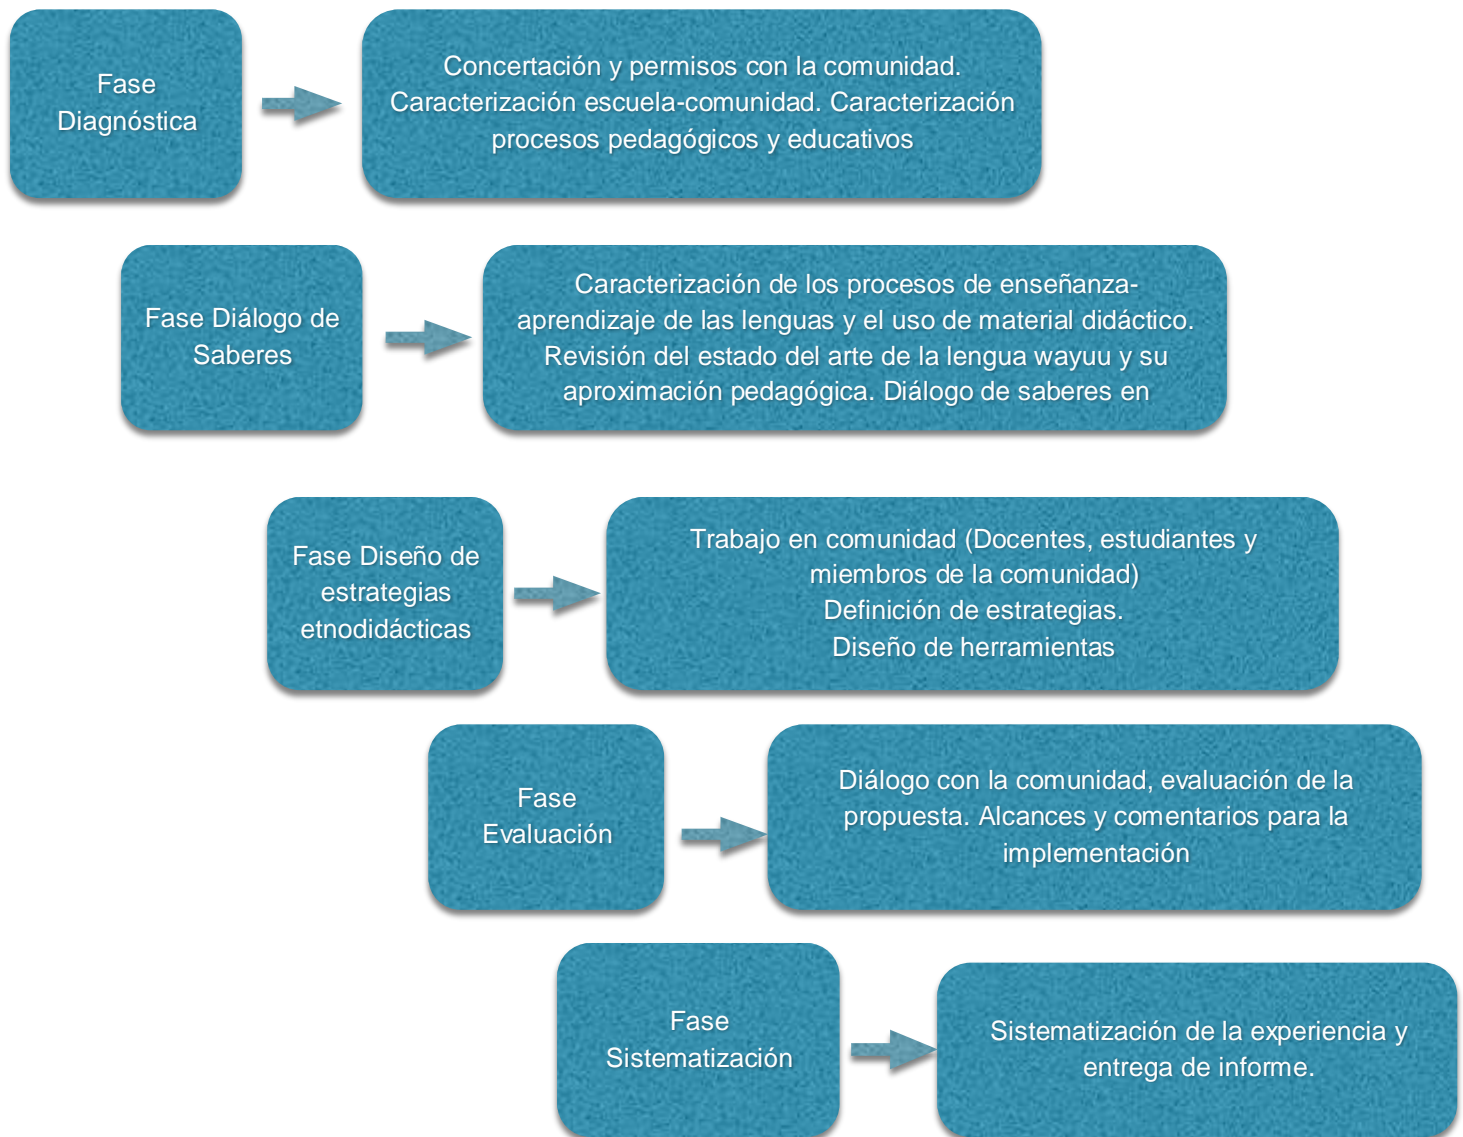 Fase
Diagnóstica
Concertación y permisos con la comunidad.
Caracterización escuela-comunidad. Caracterización
procesos pedagógicos y educativos
Fase Diálogo de
Saberes
Caracterización de los procesos de enseñanza-
aprendizaje de las lenguas y el uso de material didáctico.
Revisión del estado del arte de la lengua wayuu y su
aproximación pedagógica. Diálogo de saberes en
Fase Diseño de
estrategias
etnodidácticas
Trabajo en comunidad (Docentes, estudiantes y
miembros de la comunidad)
Definición de estrategias.
Diseño de herramientas
Fase
Evaluación
Diálogo con la comunidad, evaluación de la
propuesta. Alcances y comentarios para la
implementación
Fase
Sistematización
Sistematización de la experiencia y
entrega de informe.